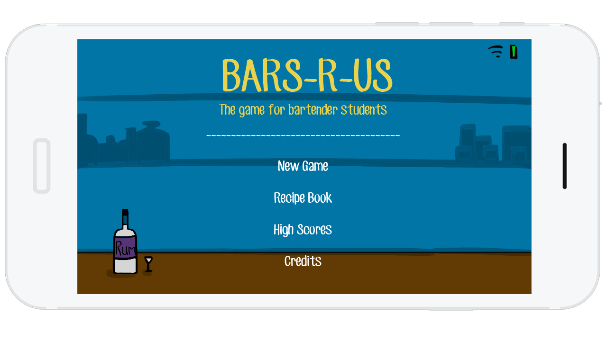 BARS-R-US
The game for bartender students
New Game
Recipe Book
High Scores
Credits
Rum